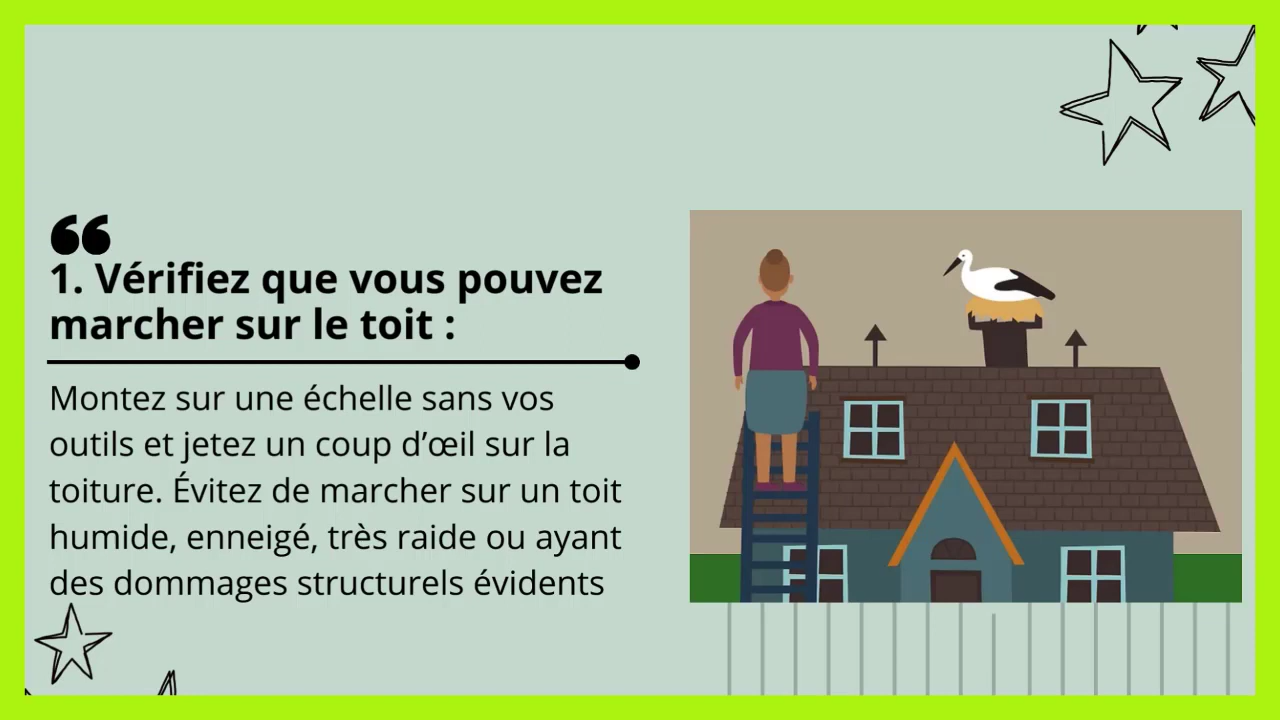 “
1. Vérifiez que vous pouvez
marcher sur le toit :
Montez sur une échelle sans vos
outils et jetez un coup d’œil sur la
toiture. Évitez de marcher sur un toit
humide, enneigé, très raide ou ayant
des dommages structurels évidents